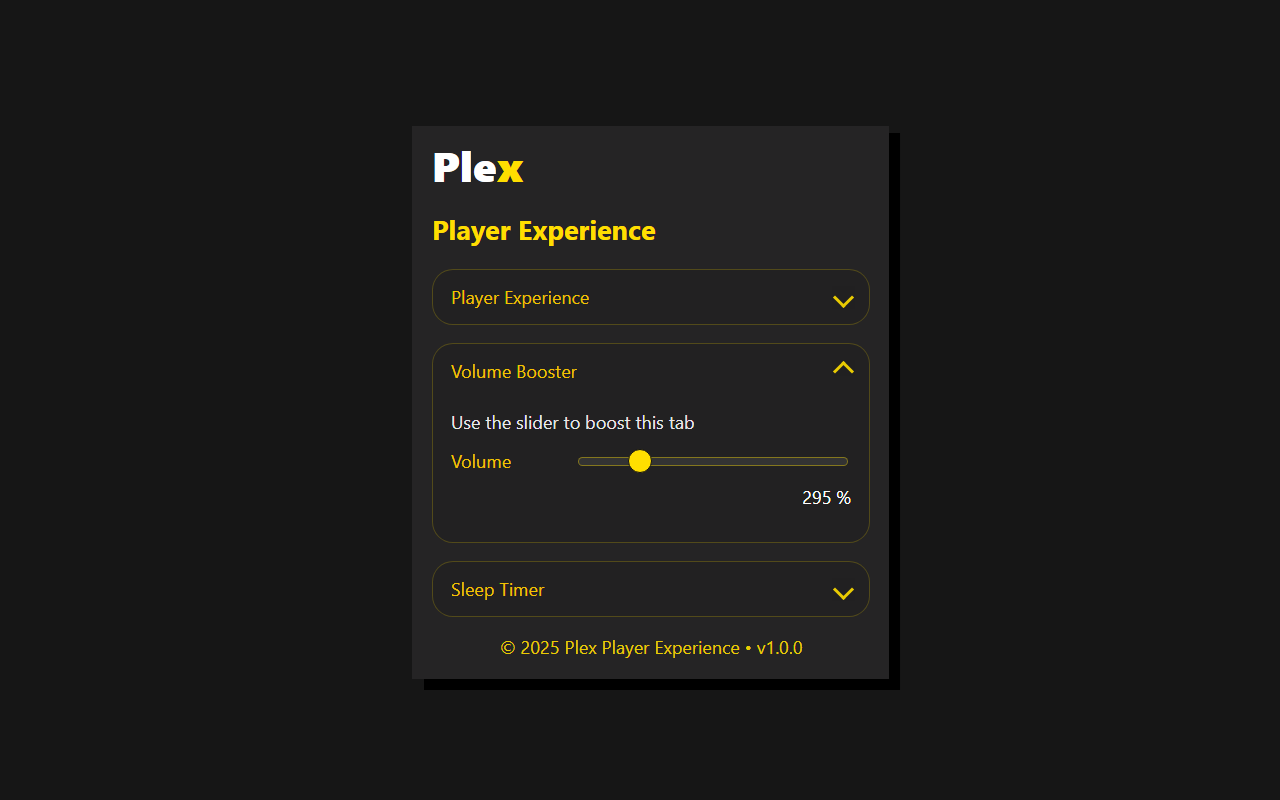 Plex
Player Experience
Player Experience
Volume Booster
Use the slider to boost this tab
Volume
295 %
Sleep Timer
© 2025 Plex Player Experience • v1.0.0